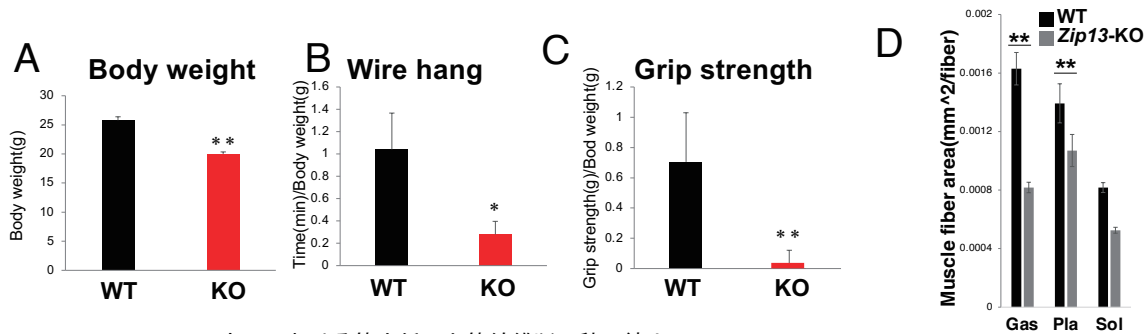 A Body weight
Body weight(g)
30
25
20
15
10
5
0
**
WT KO
B Wire hang
Time(min)/Body weight(g)
1.6
1.4
1.2
1
0.8
0.6
0.4
0.2
0
*
WT KO
C Grip strength
Grip strength(g)/Bod weight(g)
1.2
1
0.8
0.6
0.4
0.2
0
**
WT KO
D
WT
Zip13-KO
Muscle fiber area(mm^2/fiber)
0.002
0.0016
0.0012
0.0008
0.0004
0
**
**
Gas Pla Sol